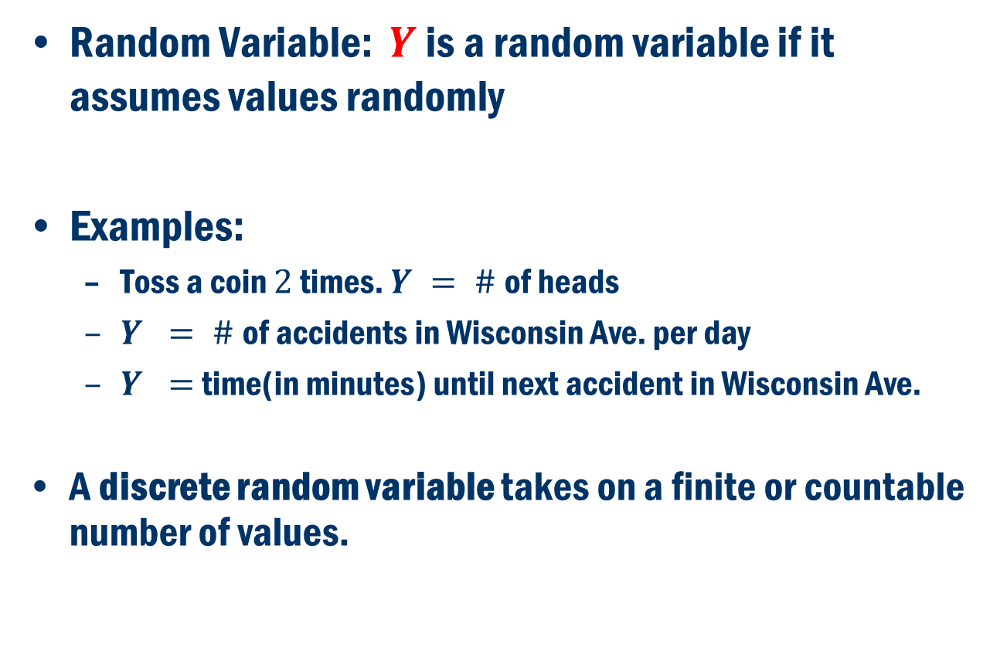 • Random Variable: Y is a random variable if it
assumes values randomly
• Examples:
– Toss a coin 2 times. Y = # of heads
– Y = # of accidents in Wisconsin Ave. per day
– Y = time(in minutes) until next accident in Wisconsin Ave.
• A discrete random variable takes on a finite or countable
number of values.